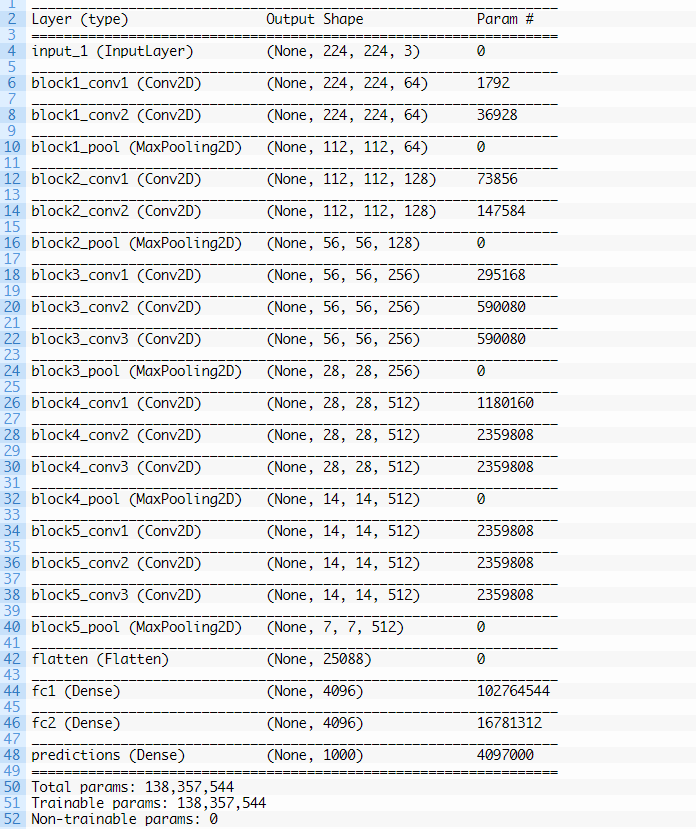 1 _________________________________________________________________
2 Layer (type)                 Output Shape              Param #
3 =================================================================
4 input_1 (InputLayer)         (None, 224, 224, 3)       0
5 _________________________________________________________________
6 block1_conv1 (Conv2D)        (None, 224, 224, 64)      1792
7 _________________________________________________________________
8 block1_conv2 (Conv2D)        (None, 224, 224, 64)      36928
9 _________________________________________________________________
10 block1_pool (MaxPooling2D)   (None, 112, 112, 64)      0
11 _________________________________________________________________
12 block2_conv1 (Conv2D)        (None, 112, 112, 128)     73856
13 _________________________________________________________________
14 block2_conv2 (Conv2D)        (None, 112, 112, 128)     147584
15 _________________________________________________________________
16 block2_pool (MaxPooling2D)   (None, 56, 56, 128)       0
17 _________________________________________________________________
18 block3_conv1 (Conv2D)        (None, 56, 56, 256)       295168
19 _________________________________________________________________
20 block3_conv2 (Conv2D)        (None, 56, 56, 256)       590080
21 _________________________________________________________________
22 block3_conv3 (Conv2D)        (None, 56, 56, 256)       590080
23 _________________________________________________________________
24 block3_pool (MaxPooling2D)   (None, 28, 28, 256)       0
25 _________________________________________________________________
26 block4_conv1 (Conv2D)        (None, 28, 28, 512)       1180160
27 _________________________________________________________________
28 block4_conv2 (Conv2D)        (None, 28, 28, 512)       2359808
29 _________________________________________________________________
30 block4_conv3 (Conv2D)        (None, 28, 28, 512)       2359808
31 _________________________________________________________________
32 block4_pool (MaxPooling2D)   (None, 14, 14, 512)       0
33 _________________________________________________________________
34 block5_conv1 (Conv2D)        (None, 14, 14, 512)       2359808
35 _________________________________________________________________
36 block5_conv2 (Conv2D)        (None, 14, 14, 512)       2359808
37 _________________________________________________________________
38 block5_conv3 (Conv2D)        (None, 14, 14, 512)       2359808
39 _________________________________________________________________
40 block5_pool (MaxPooling2D)   (None, 7, 7, 512)         0
41 _________________________________________________________________
42 flatten (Flatten)            (None, 25088)             0
43 _________________________________________________________________
44 fc1 (Dense)                  (None, 4096)              102764544
45 _________________________________________________________________
46 fc2 (Dense)                  (None, 4096)              16781312
47 _________________________________________________________________
48 predictions (Dense)          (None, 1000)              4097000
49 =================================================================
50 Total params: 138,357,544
51 Trainable params: 138,357,544
52 Non-trainable params: 0